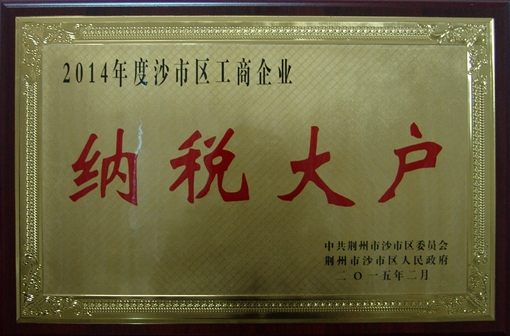 2014年度沙市区工商企业
纳税大户
中共荆州市沙市区委员会
荆州市沙市区人民政府
二〇一五年二月